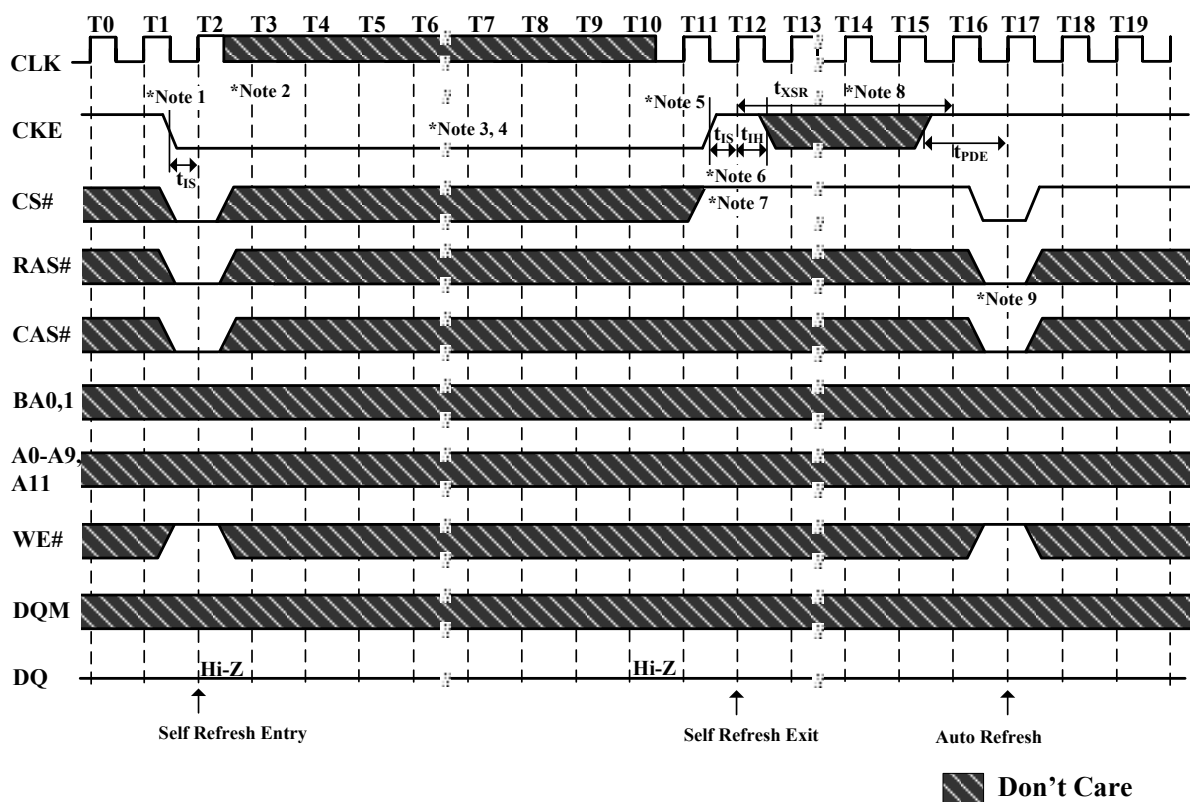 T0 T1 T2 T3 T4 T5 T6 T7 T8 T9 T10 T11 T12 T13 T14 T15 T16 T17 T18 T19
CLK
*Note 1 *Note 2 *Note 5 tXSR *Note 8
CKE
*Note 3, 4
tIS tIS tIH tPDE
*Note 6
CS#
*Note 7
RAS#
*Note 9
CAS#
BA0,1
A0-A9,
A11
WE#
DQM
Hi-Z Hi-Z
DQ
Self Refresh Entry Self Refresh Exit Auto Refresh
Don't Care